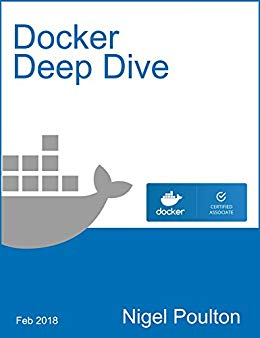 Docker
Deep Dive
docker
CERTIFIED
ASSOCIATE
Feb 2018
Nigel Poulton